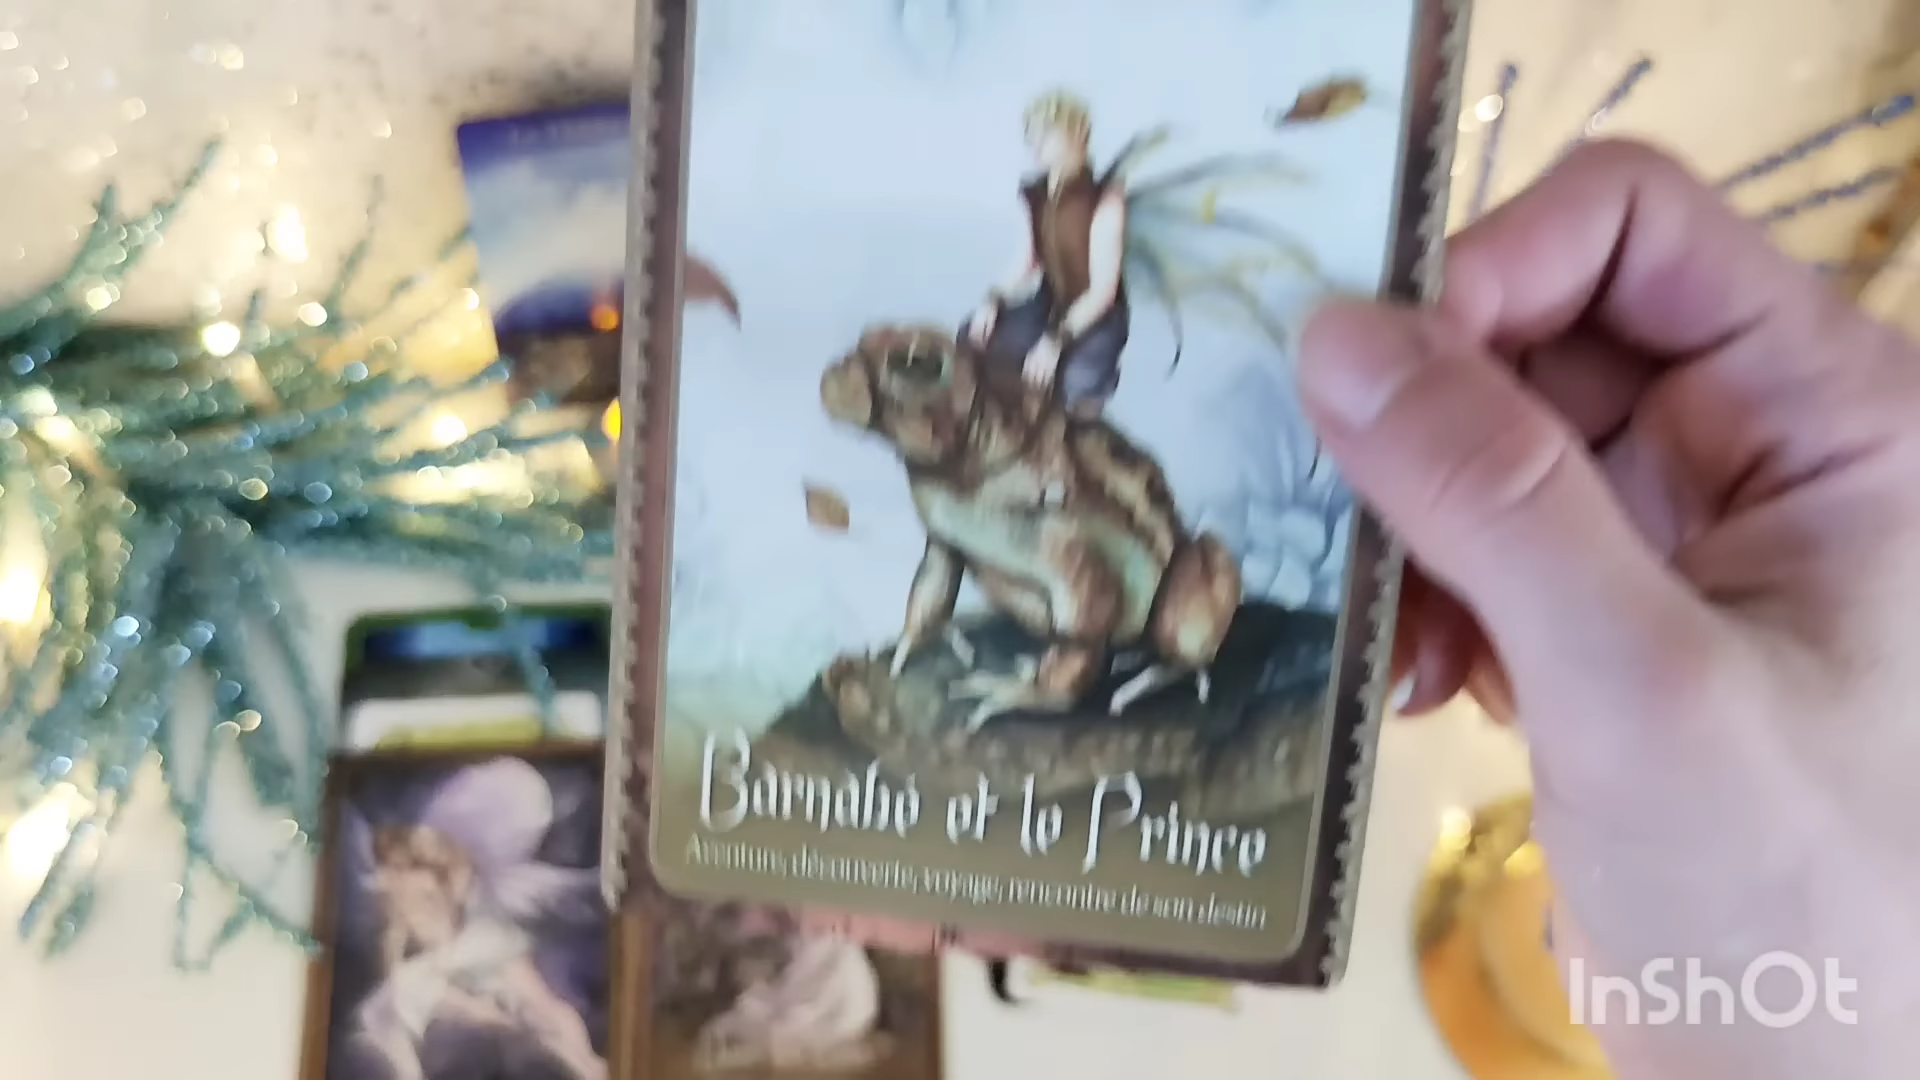 Barnabé et le Prince
Aventure, découverte, voyage, rencontre de son destin
InShOt